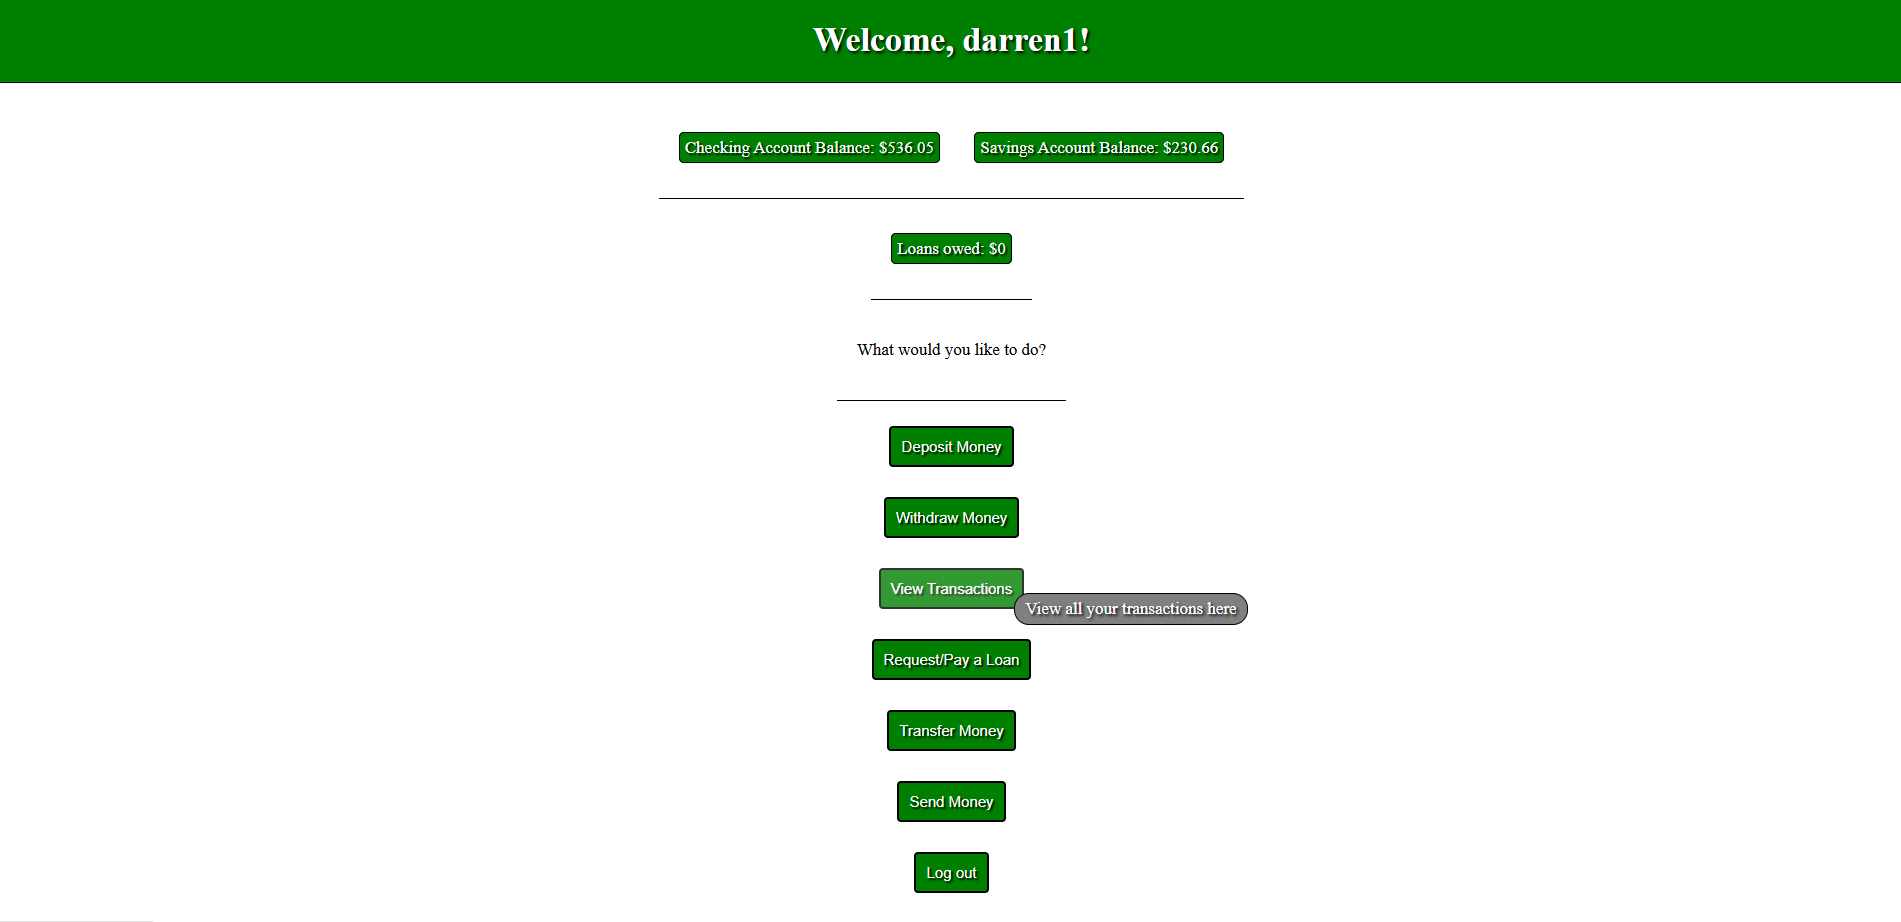 Welcome, darren1!
Checking Account Balance: $536.05
Savings Account Balance: $230.66
Loans owed: $0
What would you like to do?
Deposit Money
Withdraw Money
View Transactions
View all your transactions here
Request/Pay a Loan
Transfer Money
Send Money
Log out